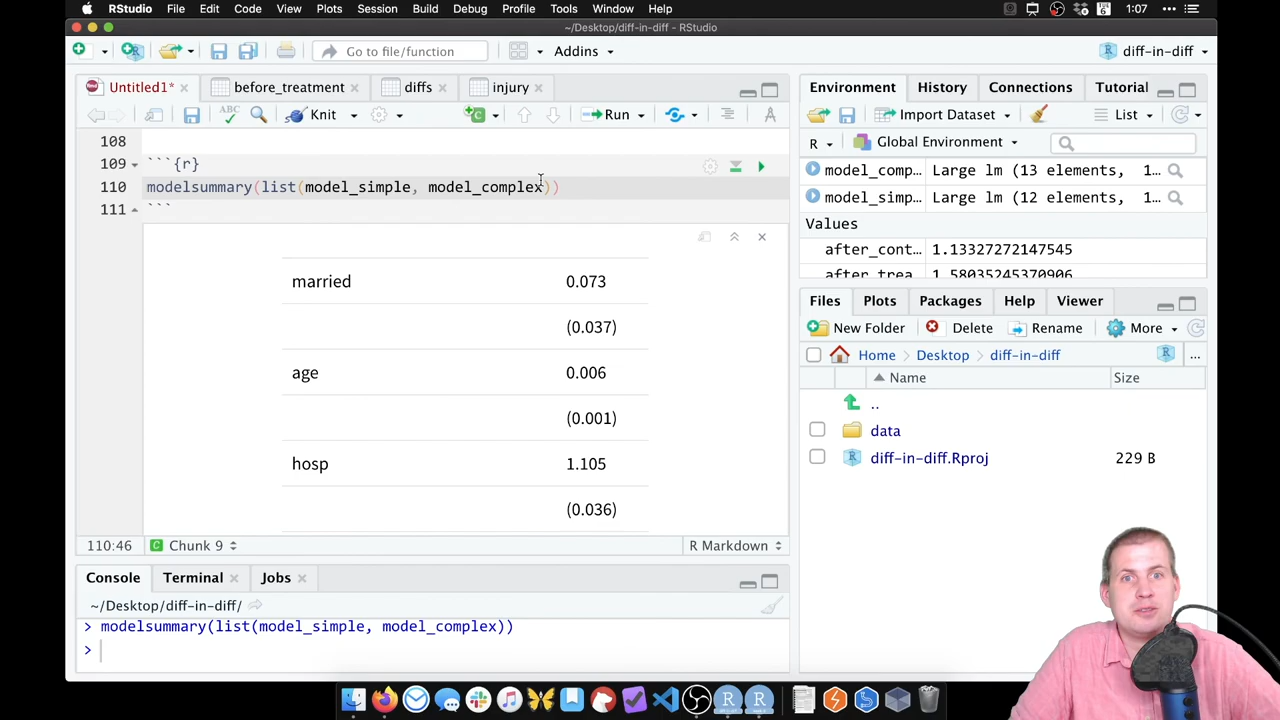 RStudio File Edit Code View Plots Session Build Debug Profile Tools Window Help 1:07
~/Desktop/diff-in-diff - RStudio
Go to file/function Addins diff-in-diff
Untitled1* before_treatment diffs injury
Environment History Connections Tutorial
ABC Knit Run
Import Dataset List
R Global Environment
108
109 ```{r}
110 modelsummary(list(model_simple, model_complex))
111 ```
model_comp… Large lm (13 elements, 1…
model_simp… Large lm (12 elements, 1…
Values
after_cont… 1.13327272147545
after_trea… 1.58035245370906
married 0.073
(0.037)
age 0.006
(0.001)
hosp 1.105
(0.036)
Files Plots Packages Help Viewer
New Folder Delete Rename More
Home Desktop diff-in-diff ...
Name Size
..
data
diff-in-diff.Rproj 229 B
110:46 C Chunk 9 R Markdown
Console Terminal Jobs
~/Desktop/diff-in-diff/
> modelsummary(list(model_simple, model_complex))
>